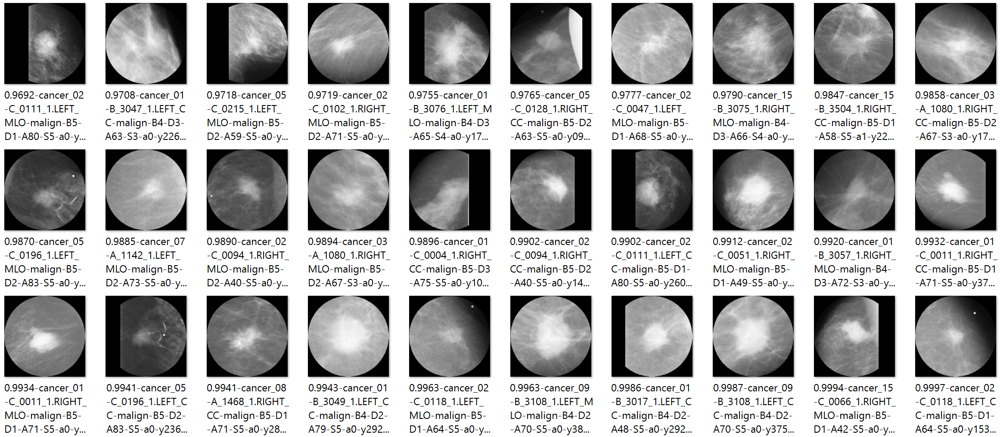 0.9692-cancer_02
-C_0111_1.LEFT_
MLO-malign-B5-
D1-A80-S5-a0-y...
0.9708-cancer_01
-B_3047_1.LEFT_C
C-malign-B4-D3-
A63-S3-a0-y226...
0.9718-cancer_05
-C_0215_1.LEFT_
MLO-malign-B5-
D2-A59-S5-a0-y...
0.9719-cancer_02
-C_0102_1.RIGHT_
MLO-malign-B5-
D2-A71-S5-a0-y...
0.9755-cancer_01
-B_3076_1.LEFT_M
LO-malign-B4-D3
-A65-S4-a0-y17...
0.9765-cancer_05
-C_0128_1.RIGHT_
CC-malign-B5-D2
-A63-S5-a0-y09...
0.9777-cancer_02
-C_0047_1.LEFT_
MLO-malign-B5-
D1-A68-S5-a0-y...
0.9790-cancer_15
-B_3075_1.RIGHT_
MLO-malign-B4-
D3-A66-S4-a0-y...
0.9847-cancer_15
-B_3504_1.RIGHT_
CC-malign-B5-D1
-A58-S5-a1-y22...
0.9858-cancer_03
-A_1080_1.RIGHT_
CC-malign-B5-D2
-A67-S3-a0-y17...
0.9870-cancer_05
-C_0196_1.LEFT_
MLO-malign-B5-
D2-A83-S5-a0-y...
0.9885-cancer_07
-A_1142_1.LEFT_
MLO-malign-B5-
D2-A73-S5-a0-y...
0.9890-cancer_02
-C_0094_1.RIGHT_
MLO-malign-B5-
D2-A40-S5-a0-y...
0.9894-cancer_03
-A_1080_1.RIGHT_
MLO-malign-B5-
D2-A67-S3-a0-y...
0.9896-cancer_01
-C_0004_1.RIGHT_
CC-malign-B5-D3
-A75-S5-a0-y10...
0.9902-cancer_02
-C_0094_1.RIGHT_
CC-malign-B5-D2
-A40-S5-a0-y14...
0.9902-cancer_02
-C_0111_1.LEFT_C
C-malign-B5-D1-
A80-S5-a0-y260...
0.9912-cancer_02
-C_0051_1.RIGHT_
MLO-malign-B5-
D1-A49-S5-a0-y...
0.9920-cancer_01
-B_3057_1.RIGHT_
MLO-malign-B4-
D3-A72-S3-a0-y...
0.9932-cancer_01
-C_0011_1.RIGHT_
CC-malign-B5-D1
-A71-S5-a0-y37...
0.9934-cancer_01
-C_0011_1.RIGHT_
MLO-malign-B5-
D1-A71-S5-a0-y...
0.9941-cancer_05
-C_0196_1.LEFT_C
C-malign-B5-D2-
A83-S5-a0-y236...
0.9941-cancer_08
-A_1468_1.RIGHT_
CC-malign-B5-D1
-A71-S5-a0-y28...
0.9943-cancer_01
-B_3049_1.LEFT_C
C-malign-B4-D2-
A79-S5-a0-y292...
0.9963-cancer_02
-C_0118_1.LEFT_
MLO-malign-B5-
D1-A64-S5-a0-y...
0.9963-cancer_09
-B_3108_1.LEFT_M
LO-malign-B4-D2
-A70-S5-a0-y38...
0.9986-cancer_01
-B_3017_1.LEFT_C
C-malign-B4-D2-
A48-S5-a0-y292...
0.9987-cancer_09
-B_3108_1.LEFT_C
C-malign-B4-D2-
A70-S5-a0-y375...
0.9994-cancer_15
-C_0066_1.RIGHT_
MLO-malign-B5-
D1-A42-S5-a0-y...
0.9997-cancer_02
-C_0118_1.LEFT_C
C-malign-B5-D1-
A64-S5-a0-y153...